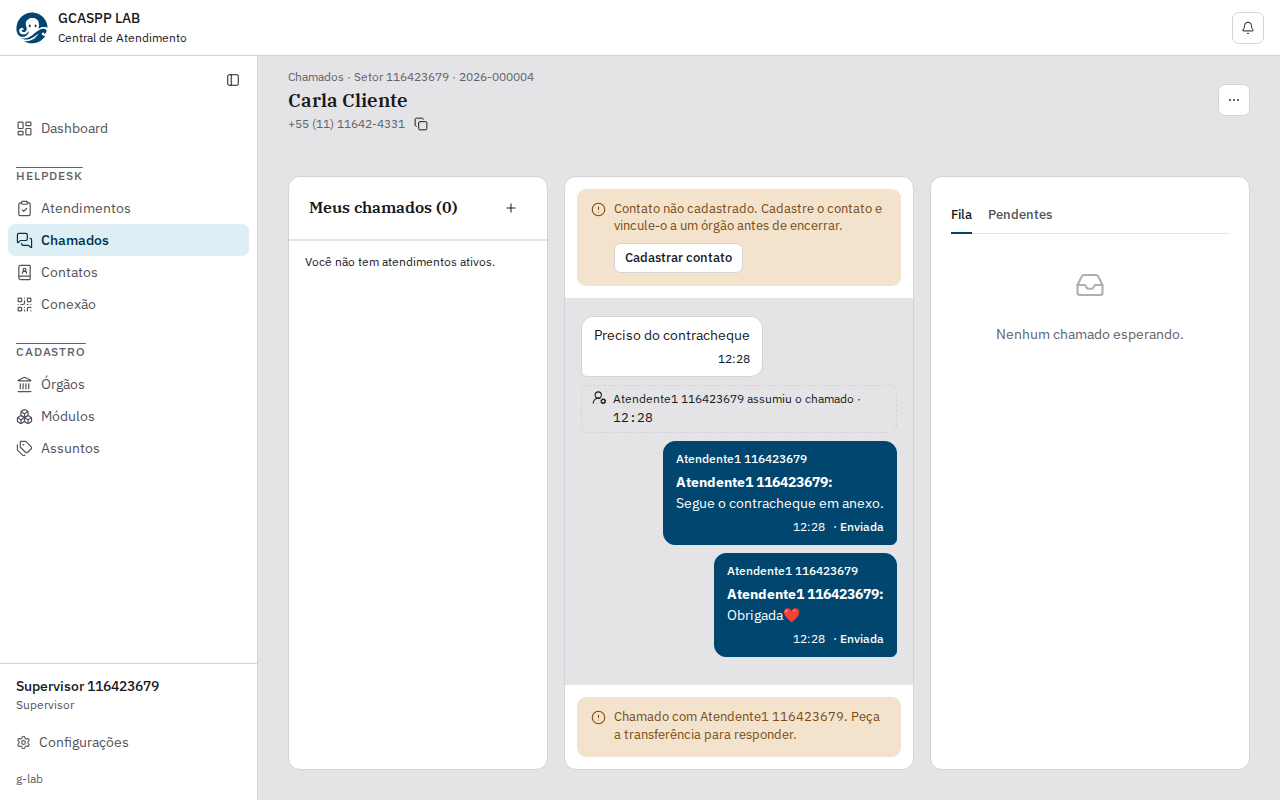 GCASPP LAB
Central de Atendimento
Dashboard
HELPDESK
Atendimentos
Chamados
Contatos
Conexão
CADASTRO
Órgãos
Módulos
Assuntos
Supervisor 116423679
Supervisor
Configurações
g-lab
Chamados · Setor 116423679 · 2026-000004
Carla Cliente
+55 (11) 11642-4331
Meus chamados (0)
Você não tem atendimentos ativos.
Contato não cadastrado. Cadastre o contato e
vincule-o a um órgão antes de encerrar.
Cadastrar contato
Preciso do contracheque
12:28
Atendente1 116423679 assumiu o chamado ·
12:28
Atendente1 116423679
Atendente1 116423679:
Segue o contracheque em anexo.
12:28 · Enviada
Atendente1 116423679
Atendente1 116423679:
Obrigada❤️
12:28 · Enviada
Chamado com Atendente1 116423679. Peça
a transferência para responder.
Fila Pendentes
Nenhum chamado esperando.